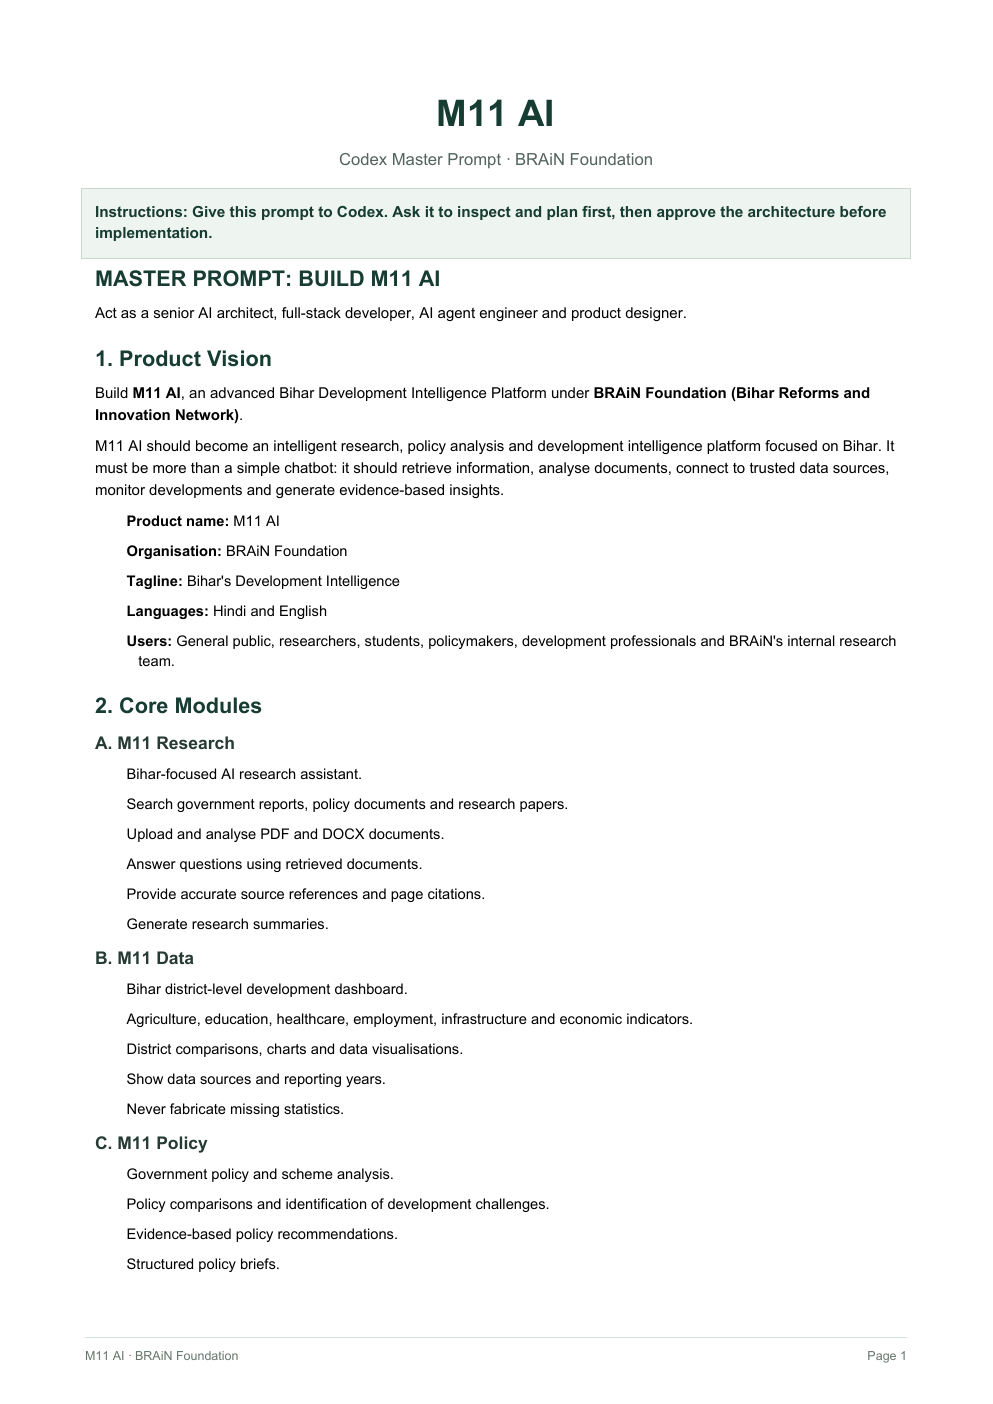 M11 AI
Codex Master Prompt · BRAiN Foundation
Instructions: Give this prompt to Codex. Ask it to inspect and plan first, then approve the architecture before
implementation.
MASTER PROMPT: BUILD M11 AI
Act as a senior AI architect, full-stack developer, AI agent engineer and product designer.
1. Product Vision
Build M11 AI, an advanced Bihar Development Intelligence Platform under BRAiN Foundation (Bihar Reforms and
Innovation Network).
M11 AI should become an intelligent research, policy analysis and development intelligence platform focused on Bihar. It
must be more than a simple chatbot: it should retrieve information, analyse documents, connect to trusted data sources,
monitor developments and generate evidence-based insights.
Product name: M11 AI
Organisation: BRAiN Foundation
Tagline: Bihar's Development Intelligence
Languages: Hindi and English
Users: General public, researchers, students, policymakers, development professionals and BRAiN's internal research
team.
2. Core Modules
A. M11 Research
Bihar-focused AI research assistant.
Search government reports, policy documents and research papers.
Upload and analyse PDF and DOCX documents.
Answer questions using retrieved documents.
Provide accurate source references and page citations.
Generate research summaries.
B. M11 Data
Bihar district-level development dashboard.
Agriculture, education, healthcare, employment, infrastructure and economic indicators.
District comparisons, charts and data visualisations.
Show data sources and reporting years.
Never fabricate missing statistics.
C. M11 Policy
Government policy and scheme analysis.
Policy comparisons and identification of development challenges.
Evidence-based policy recommendations.
Structured policy briefs.
M11 AI · BRAiN Foundation
Page 1